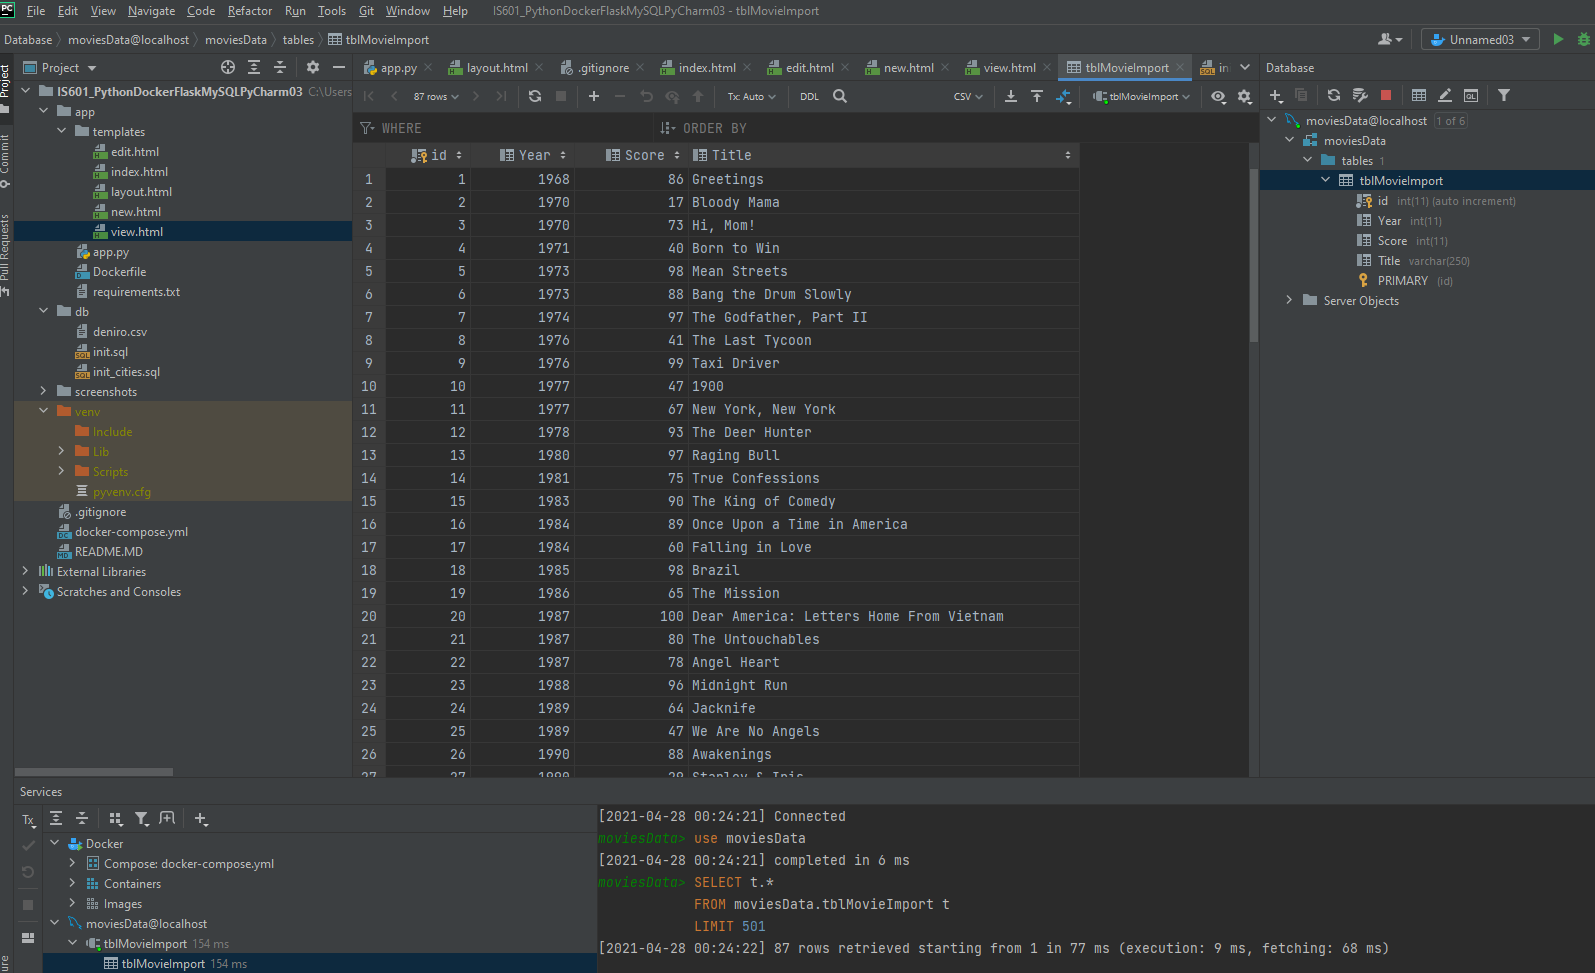 PC File Edit View Navigate Code Refactor Run Tools Git Window Help IS601_PythonDockerFlaskMySQLPyCharm03 - tblMovieImport
Database moviesData@localhost moviesData tables tblMovieImport Unnamed03
Project
Commit
Pull Requests
Project
IS601_PythonDockerFlaskMySQLPyCharm03 C:\Users
app
templates
edit.html
index.html
layout.html
new.html
view.html
app.py
Dockerfile
requirements.txt
db
deniro.csv
init.sql
init_cities.sql
screenshots
venv
Include
Lib
Scripts
pyvenv.cfg
.gitignore
docker-compose.yml
README.MD
External Libraries
Scratches and Consoles
app.py layout.html .gitignore index.html edit.html new.html view.html tblMovieImport in
87 rows Tx: Auto DDL CSV tblMovieImport
WHERE ORDER BY
id Year Score Title
1 1 1968 86 Greetings
2 2 1970 17 Bloody Mama
3 3 1970 73 Hi, Mom!
4 4 1971 40 Born to Win
5 5 1973 98 Mean Streets
6 6 1973 88 Bang the Drum Slowly
7 7 1974 97 The Godfather, Part II
8 8 1976 41 The Last Tycoon
9 9 1976 99 Taxi Driver
10 10 1977 47 1900
11 11 1977 67 New York, New York
12 12 1978 93 The Deer Hunter
13 13 1980 97 Raging Bull
14 14 1981 75 True Confessions
15 15 1983 90 The King of Comedy
16 16 1984 89 Once Upon a Time in America
17 17 1984 60 Falling in Love
18 18 1985 98 Brazil
19 19 1986 65 The Mission
20 20 1987 100 Dear America: Letters Home From Vietnam
21 21 1987 80 The Untouchables
22 22 1987 78 Angel Heart
23 23 1988 96 Midnight Run
24 24 1989 64 Jacknife
25 25 1989 47 We Are No Angels
26 26 1990 88 Awakenings
27 27 1990 29 Stanley & Iris
Database
moviesData@localhost 1 of 6
moviesData
tables 1
tblMovieImport
id int(11) (auto increment)
Year int(11)
Score int(11)
Title varchar(250)
PRIMARY (id)
Server Objects
Services
Tx
Docker
Compose: docker-compose.yml
Containers
Images
moviesData@localhost
tblMovieImport 154 ms
tblMovieImport 154 ms
[2021-04-28 00:24:21] Connected
moviesData> use moviesData
[2021-04-28 00:24:21] completed in 6 ms
moviesData> SELECT t.*
FROM moviesData.tblMovieImport t
LIMIT 501
[2021-04-28 00:24:22] 87 rows retrieved starting from 1 in 77 ms (execution: 9 ms, fetching: 68 ms)